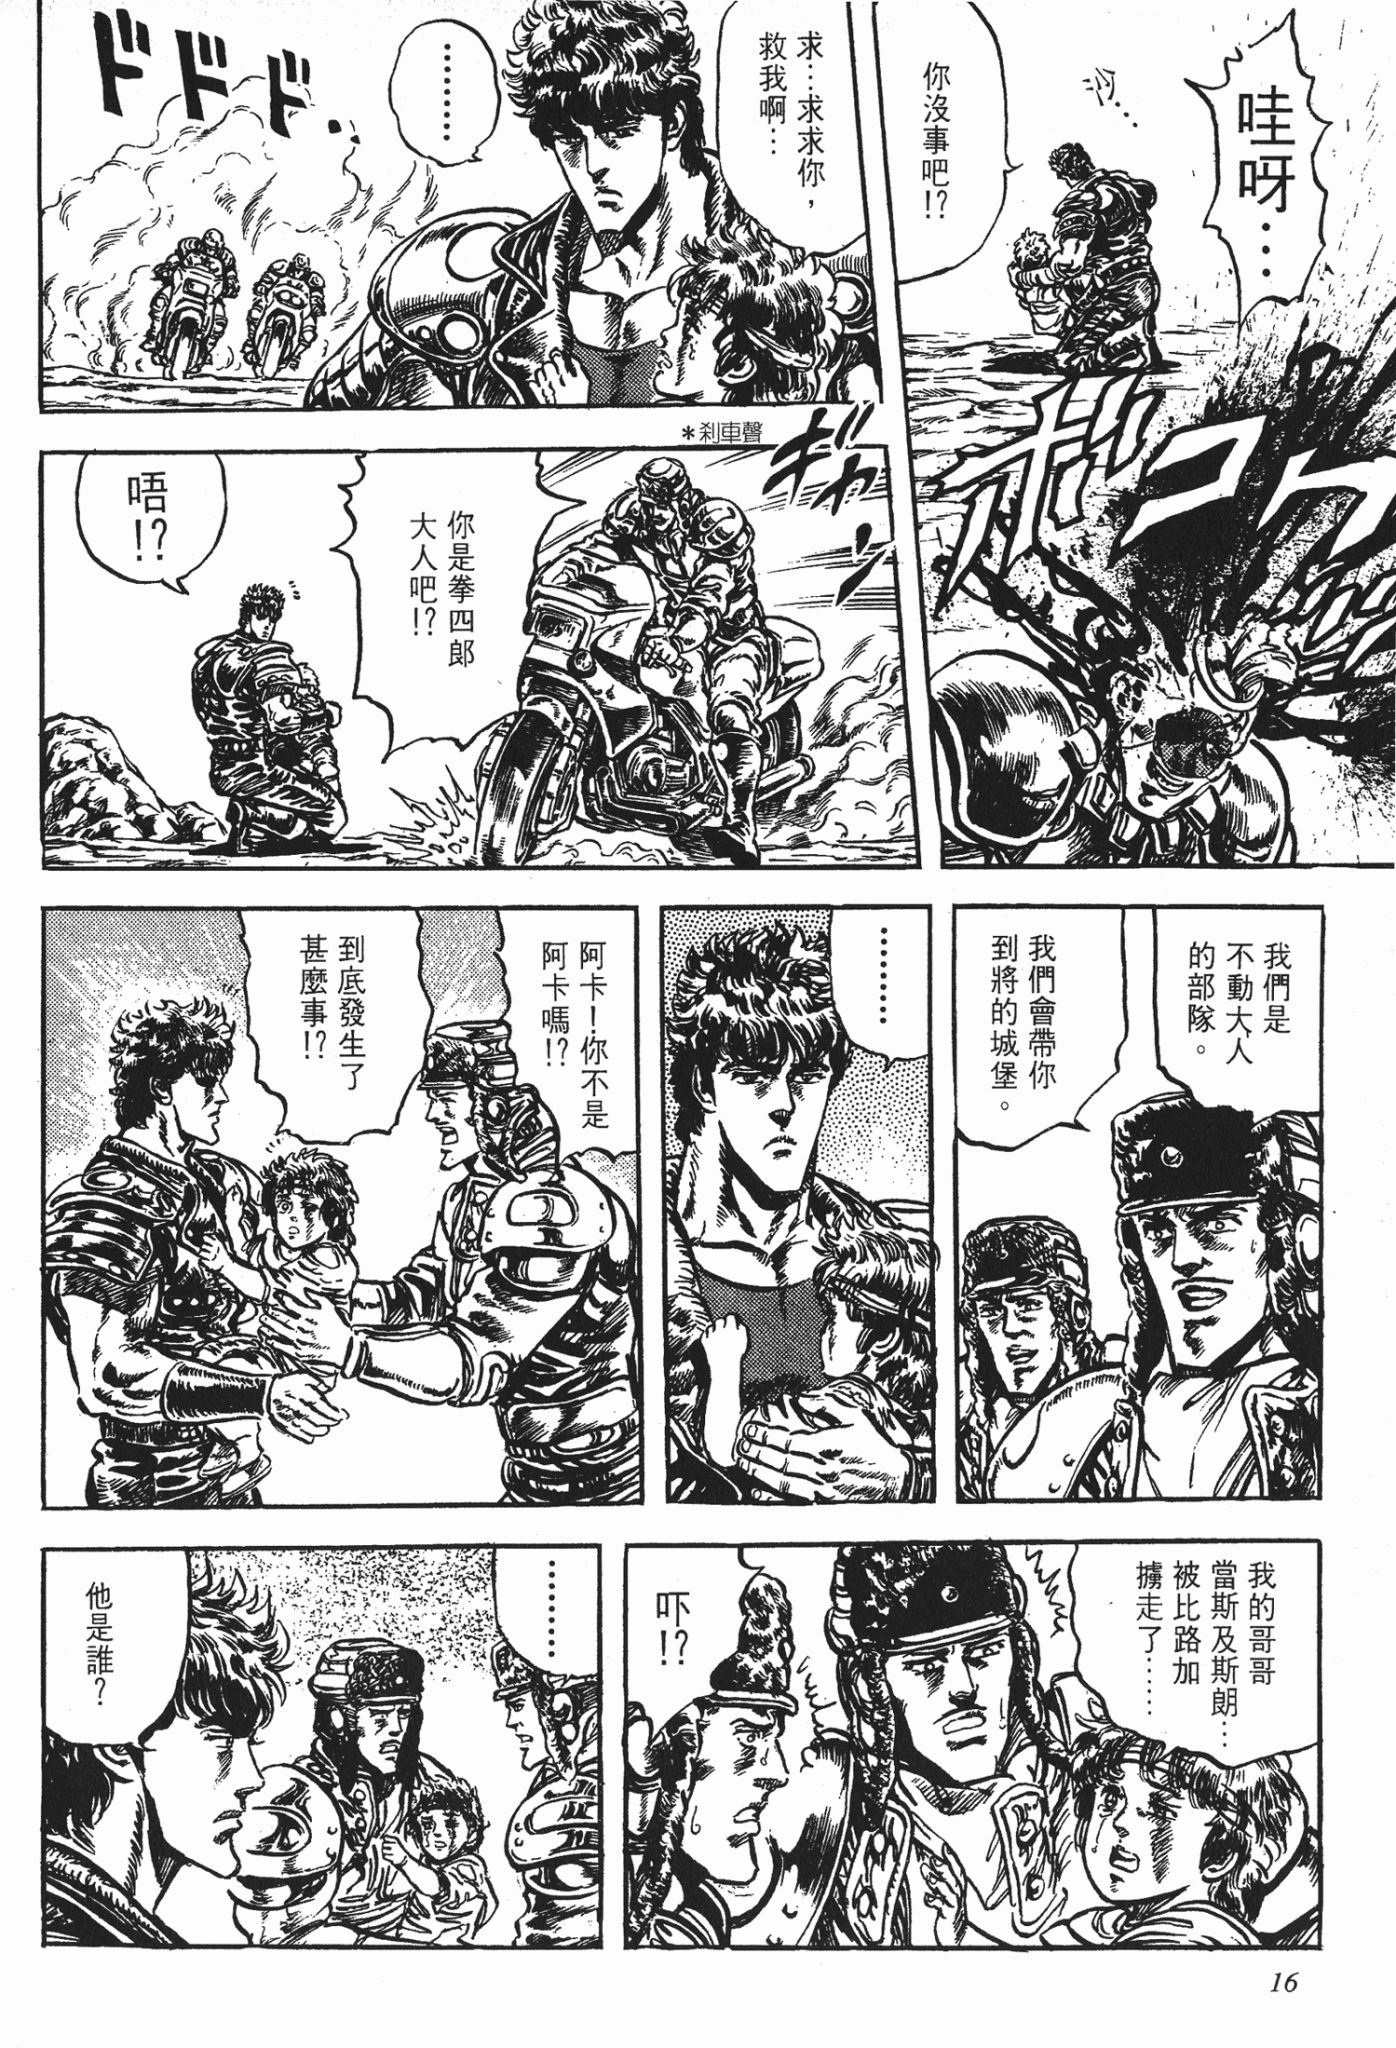 哇呀…
ボコッ
你沒事吧!?
求…求求你，
救我啊…
………
ドドド
*刹車聲
ギャッ
你是拳四郎
大人吧!?
唔!?
我們是
不動大人
的部隊。
我們會帶你
到將的城堡。
………
阿卡！你不是
阿卡嗎!?
到底發生了
甚麼事!?
我的哥哥
當斯及斯朗…
被比路加
擄走了……
吓!?
………
他是誰？
16